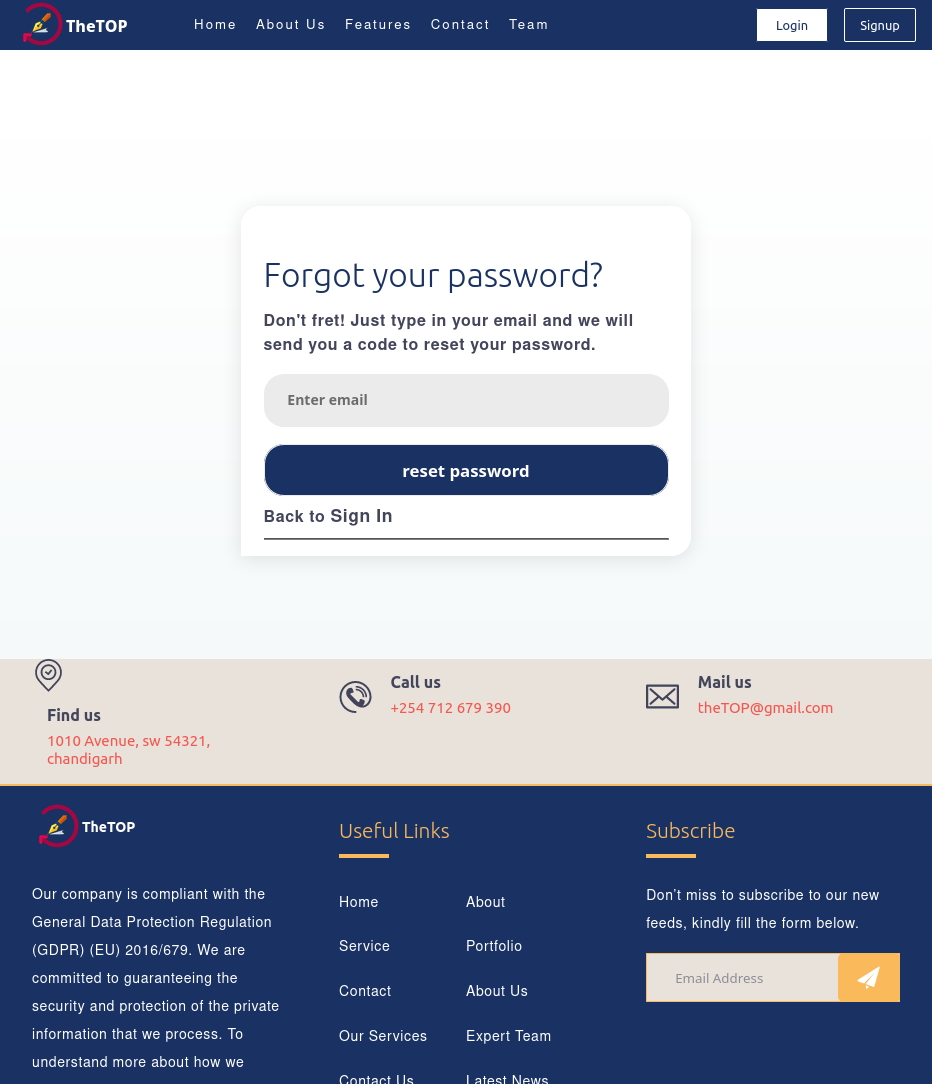 TheTOP
Home About Us Features Contact Team
Login
Signup
Forgot your password?
Don't fret! Just type in your email and we will
send you a code to reset your password.
Enter email
reset password
Back to Sign In
Find us
1010 Avenue, sw 54321,
chandigarh
Call us
+254 712 679 390
Mail us
theTOP@gmail.com
TheTOP
Our company is compliant with the
General Data Protection Regulation
(GDPR) (EU) 2016/679. We are
committed to guaranteeing the
security and protection of the private
information that we process. To
understand more about how we
Useful Links
Home
About
Service
Portfolio
Contact
About Us
Our Services
Expert Team
Contact Us
Latest News
Subscribe
Don't miss to subscribe to our new
feeds, kindly fill the form below.
Email Address